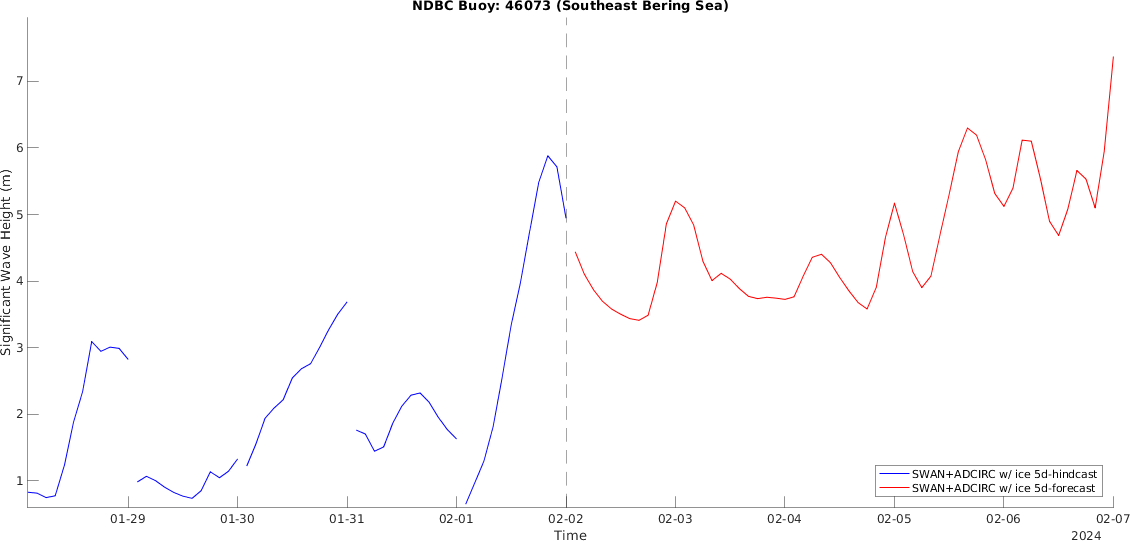 NDBC Buoy: 46073 (Southeast Bering Sea)
Significant Wave Height (m)
7
6
5
4
3
2
1
SWAN+ADCIRC w/ ice 5d-hindcast
SWAN+ADCIRC w/ ice 5d-forecast
01-29 01-30 01-31 02-01 02-02 02-03 02-04 02-05 02-06 02-07
Time
2024